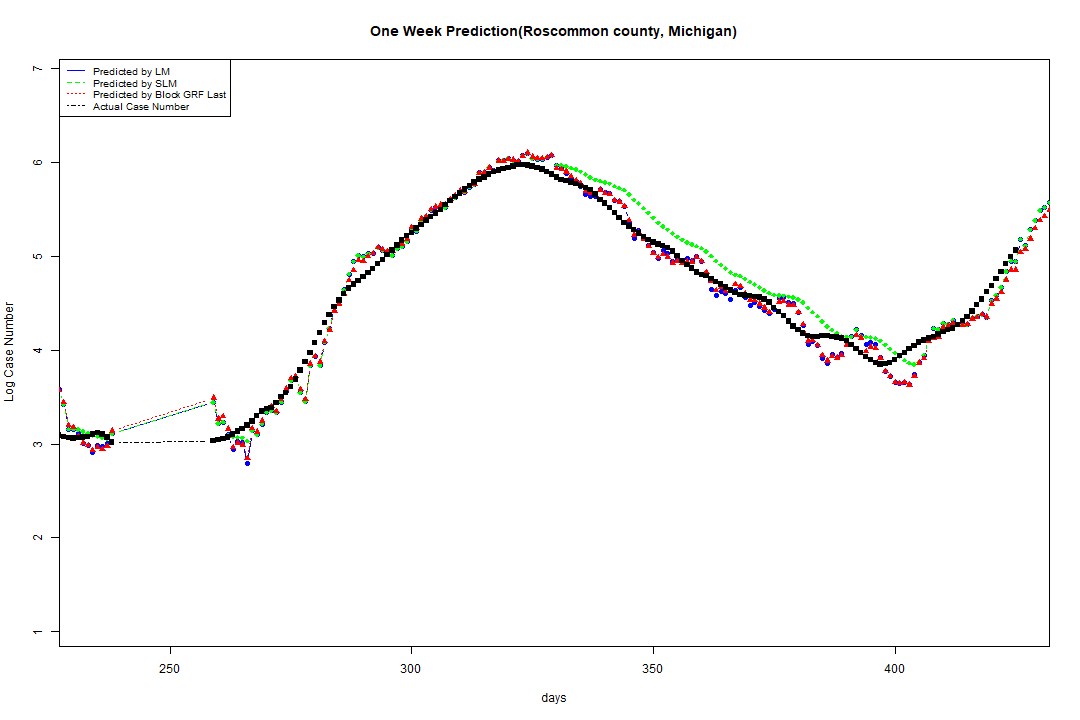 One Week Prediction(Roscommon county, Michigan)
Predicted by LM
Predicted by SLM
Predicted by Block GRF Last
Actual Case Number
7
6
5
4
3
2
1
Log Case Number
250 300 350 400
days